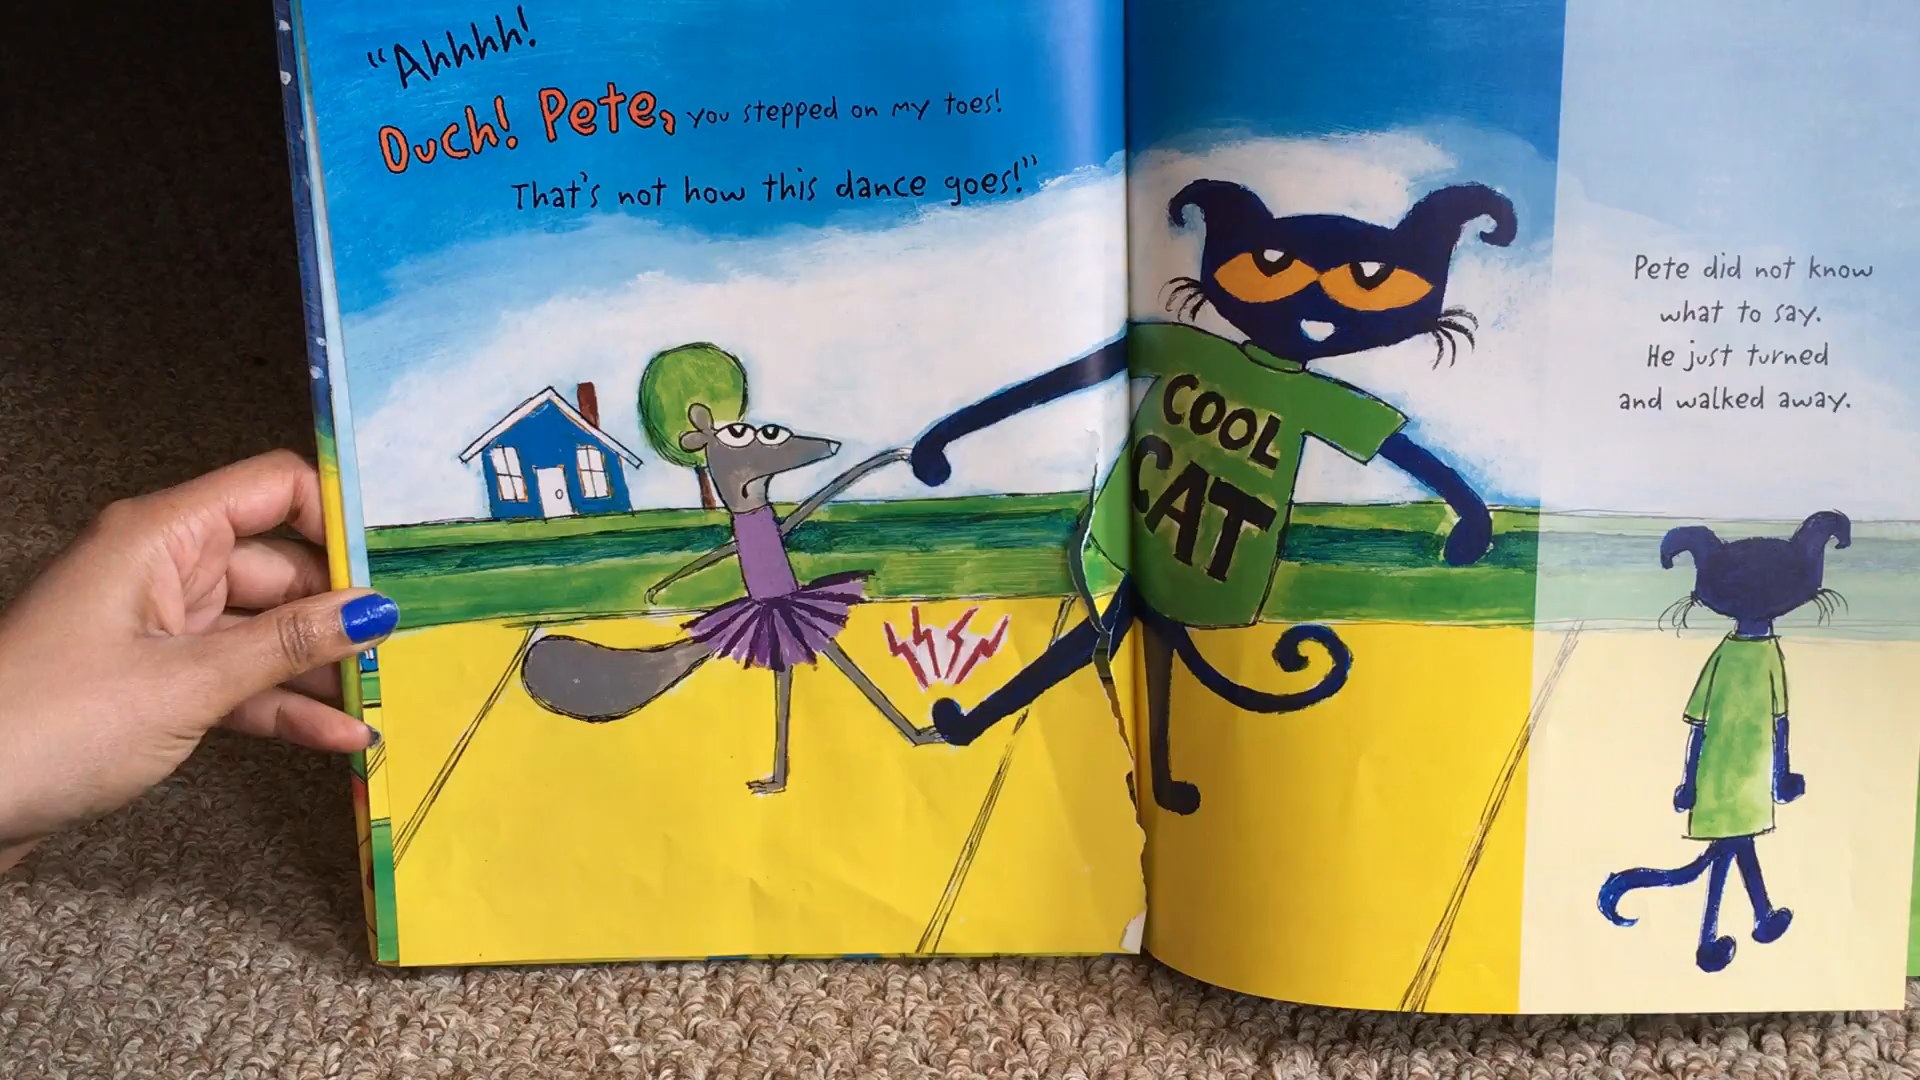 “Ahhhh!
Ouch! Pete, you stepped on my toes!
That's not how this dance goes!”
COOL
CAT
Pete did not know
what to say.
He just turned
and walked away.